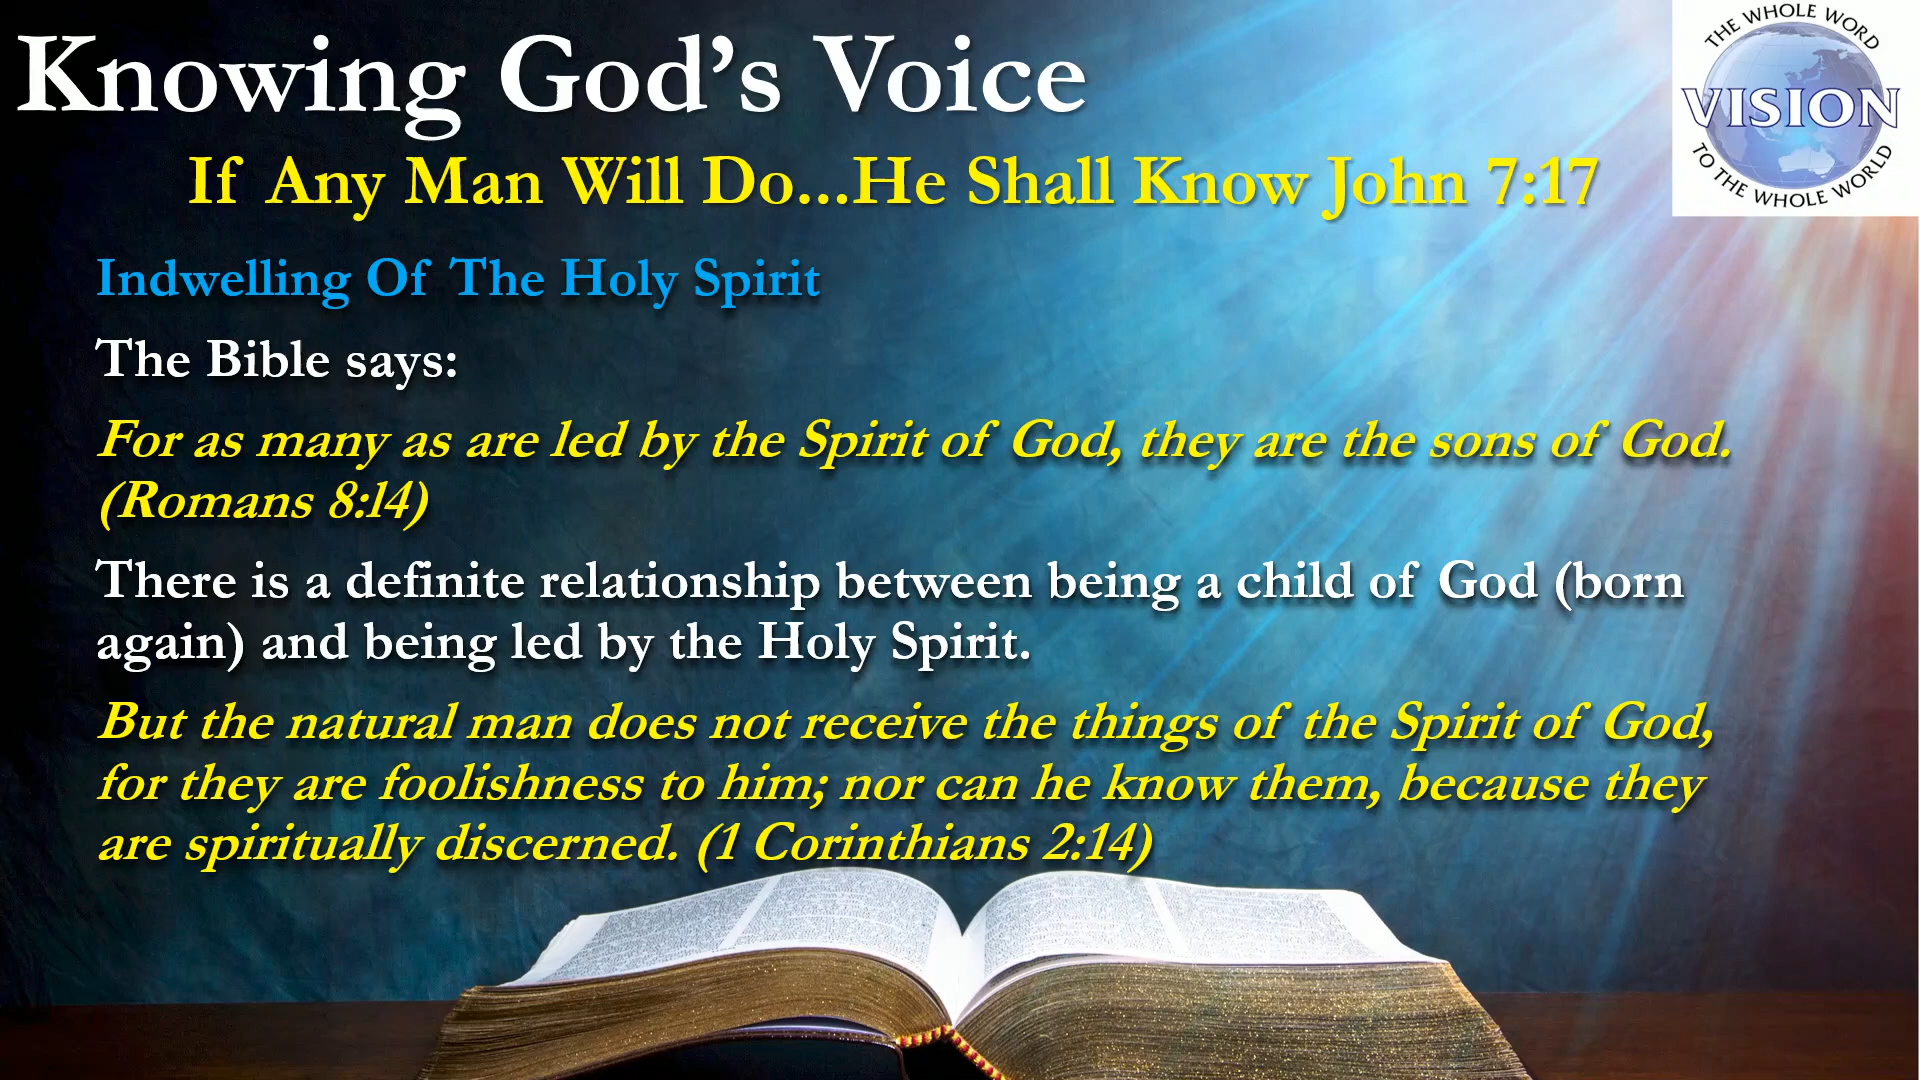 Knowing God’s Voice
THE WHOLE WORD
VISION
TO THE WHOLE WORLD
If Any Man Will Do...He Shall Know John 7:17
Indwelling Of The Holy Spirit
The Bible says:
For as many as are led by the Spirit of God, they are the sons of God.
(Romans 8:14)
There is a definite relationship between being a child of God (born
again) and being led by the Holy Spirit.
But the natural man does not receive the things of the Spirit of God,
for they are foolishness to him; nor can he know them, because they
are spiritually discerned. (1 Corinthians 2:14)